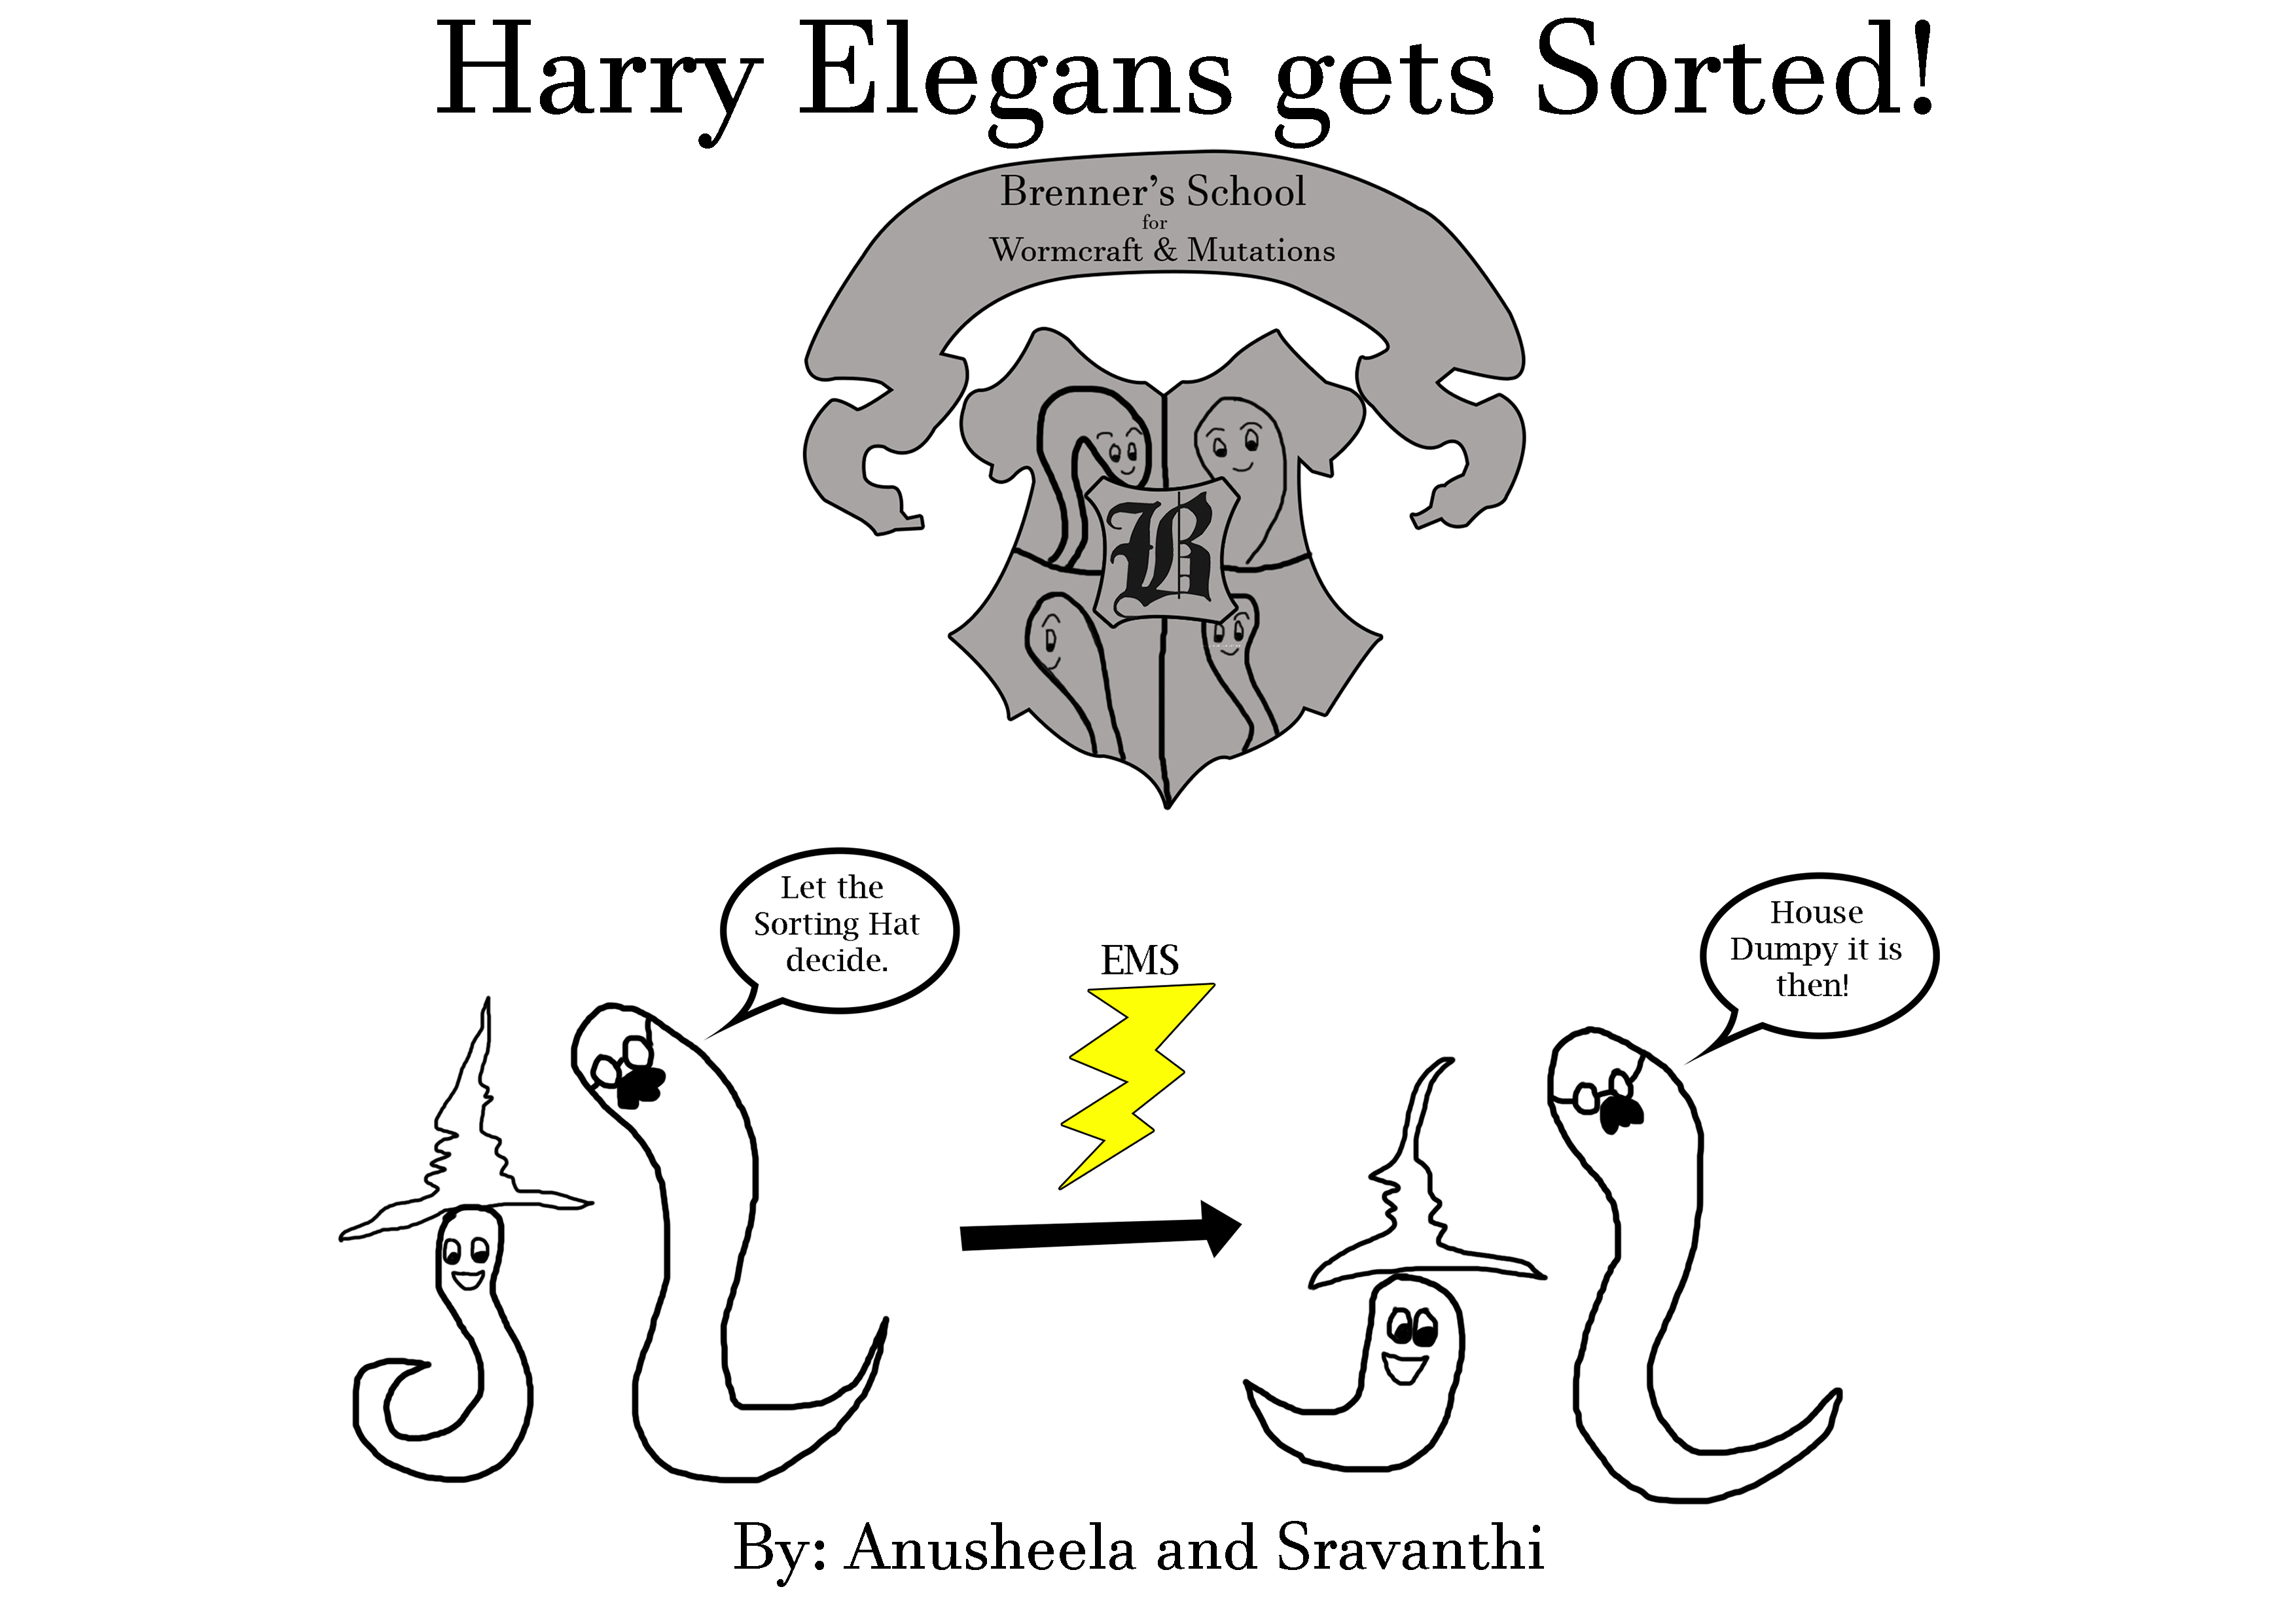 Harry Elegans gets Sorted!
Brenner's School
for
Wormcraft & Mutations
B
Let the
Sorting Hat
decide.
EMS
House
Dumpy it is
then!
By: Anusheela and Sravanthi